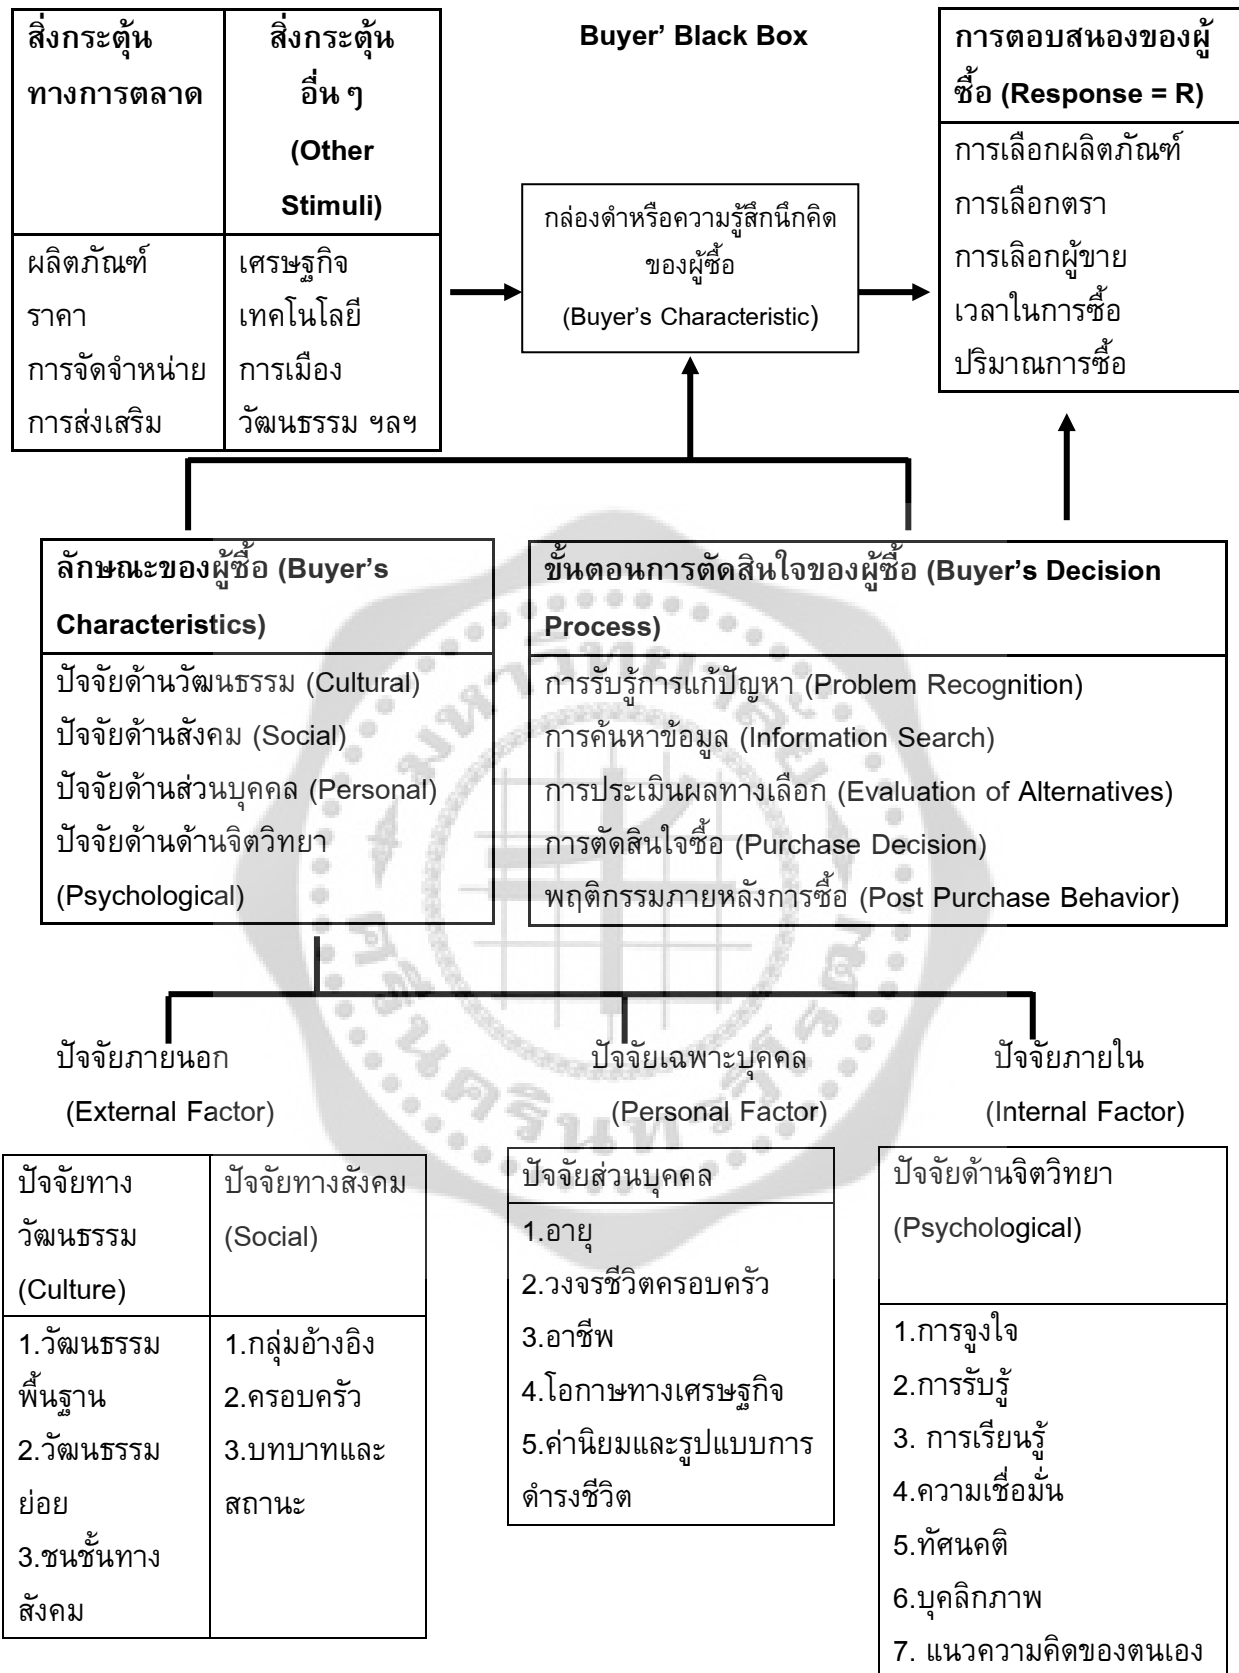 สิ่งกระตุ้น
ทางการตลาด
สิ่งกระตุ้น
อื่น ๆ
(Other
Stimuli)
ผลิตภัณฑ์
ราคา
การจัดจำหน่าย
การส่งเสริม
เศรษฐกิจ
เทคโนโลยี
การเมือง
วัฒนธรรม ฯลฯ
Buyer’ Black Box
กล่องดำหรือความรู้สึกนึกคิด
ของผู้ซื้อ
(Buyer’s Characteristic)
การตอบสนองของผู้
ซื้อ (Response = R)
การเลือกผลิตภัณฑ์
การเลือกตรา
การเลิอกผู้ขาย
เวลาในการซื้อ
ปริมาณการซื้อ
ลักษณะของผู้ซื้อ (Buyer’s
Characteristics)
ปัจจัยด้านวัฒนธรรม (Cultural)
ปัจจัยด้านสังคม (Social)
ปัจจัยด้านส่วนบุคคล (Personal)
ปัจจัยด้านด้านจิตวิทยา
(Psychological)
ขั้นตอนการตัดสินใจของผู้ซื้อ (Buyer’s Decision
Process)
การรับรู้การแก้ปัญหา (Problem Recognition)
การค้นหาข้อมูล (Information Search)
การประเมินผลทางเลือก (Evaluation of Alternatives)
การตัดสินใจซื้อ (Purchase Decision)
พฤติกรรมภายหลังการซื้อ (Post Purchase Behavior)
มหาวิทยาลัย
ศรีนครินทรวิโรฒ
ปัจจัยภายนอก
(External Factor)
ปัจจัยเฉพาะบุคคล
(Personal Factor)
ปัจจัยภายใน
(Internal Factor)
ปัจจัยทาง
วัฒนธรรม
(Culture)
ปัจจัยทางสังคม
(Social)
1.วัฒนธรรม
พื้นฐาน
2.วัฒนธรรม
ย่อย
3.ชนชั้นทาง
สังคม
1.กลุ่มอ้างอิง
2.ครอบครัว
3.บทบาทและ
สถานะ
ปัจจัยส่วนบุคคล
1.อายุ
2.วงจรชีวิตครอบครัว
3.อาชีพ
4.โอกาษทางเศรษฐกิจ
5.ค่านิยมและรูปแบบการ
ดำรงชีวิต
ปัจจัยด้านจิตวิทยา
(Psychological)
1.การจูงใจ
2.การรับรู้
3. การเรียนรู้
4.ความเชื่อมั่น
5.ทัศนคติ
6.บุคลิกภาพ
7. แนวความคิดของตนเอง